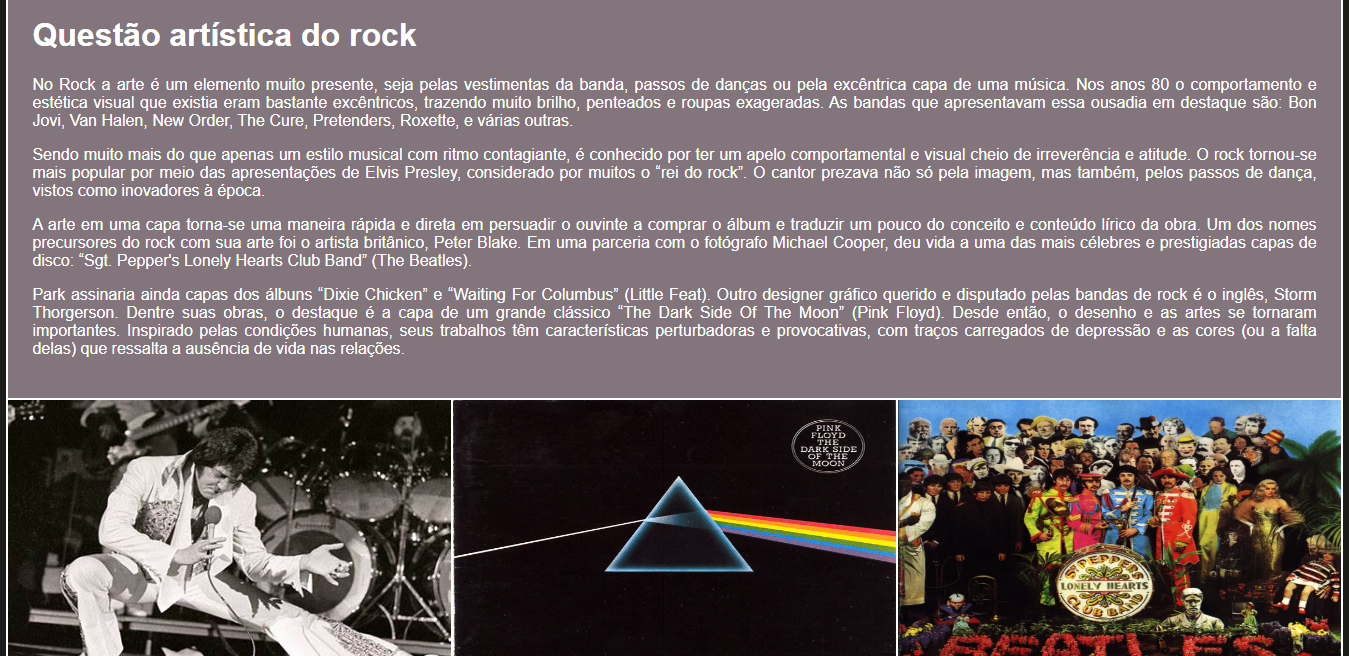 Questão artística do rock
No Rock a arte é um elemento muito presente, seja pelas vestimentas da banda, passos de danças ou pela excêntrica capa de uma música. Nos anos 80 o comportamento e
estética visual que existia eram bastante excêntricos, trazendo muito brilho, penteados e roupas exageradas. As bandas que apresentavam essa ousadia em destaque são: Bon
Jovi, Van Halen, New Order, The Cure, Pretenders, Roxette, e várias outras.
Sendo muito mais do que apenas um estilo musical com ritmo contagiante, é conhecido por ter um apelo comportamental e visual cheio de irreverência e atitude. O rock tornou-se
mais popular por meio das apresentações de Elvis Presley, considerado por muitos o “rei do rock”. O cantor prezava não só pela imagem, mas também, pelos passos de dança,
vistos como inovadores à época.
A arte em uma capa torna-se uma maneira rápida e direta em persuadir o ouvinte a comprar o álbum e traduzir um pouco do conceito e conteúdo lírico da obra. Um dos nomes
precursores do rock com sua arte foi o artista britânico, Peter Blake. Em uma parceria com o fotógrafo Michael Cooper, deu vida a uma das mais célebres e prestigiadas capas de
disco: “Sgt. Pepper's Lonely Hearts Club Band” (The Beatles).
Park assinaria ainda capas dos álbuns “Dixie Chicken” e “Waiting For Columbus” (Little Feat). Outro designer gráfico querido e disputado pelas bandas de rock é o inglês, Storm
Thorgerson. Dentre suas obras, o destaque é a capa de um grande clássico “The Dark Side Of The Moon” (Pink Floyd). Desde então, o desenho e as artes se tornaram
importantes. Inspirado pelas condições humanas, seus trabalhos têm características perturbadoras e provocativas, com traços carregados de depressão e as cores (ou a falta
delas) que ressalta a ausência de vida nas relações.
PINK
FLOYD
THE
DARK SIDE
OF THE
MOON
SGT. PEPPERS
LONELY HEARTS
CLUB BAND
BEATLES